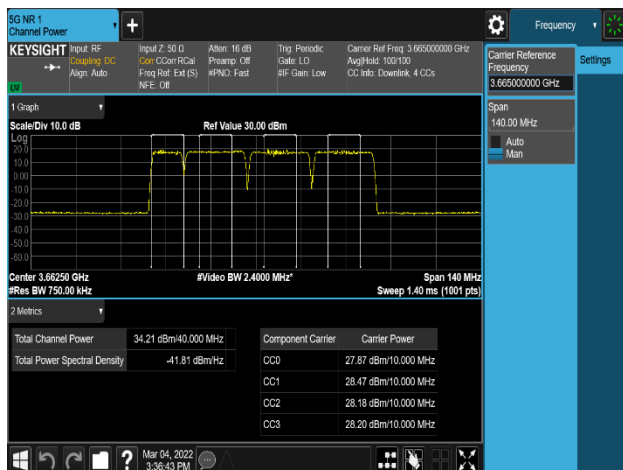 5G NR 1
Channel Power
Frequency
KEYSIGHT
Input: RF
Coupling: DC
Align: Auto
Input Z: 50 Ω
Corr CCorr RCal
Freq Ref: Ext (S)
NFE: Off
Atten: 16 dB
Preamp: Off
#PNO: Fast
Trig: Periodic
Gate: LO
#IF Gain: Low
Carrier Ref Freq: 3.665000000 GHz
Avg|Hold: 100/100
CC Info: Downlink, 4 CCs
Carrier Reference
Frequency
3.665000000 GHz
Settings
Span
140.00 MHz
Auto
Man
1 Graph
Scale/Div 10.0 dB
Ref Value 30.00 dBm
Log
20.0
10.0
0.00
-10.0
-20.0
-30.0
-40.0
-50.0
-60.0
Center 3.66250 GHz
#Video BW 2.4000 MHz*
Span 140 MHz
#Res BW 750.00 kHz
Sweep 1.40 ms (1001 pts)
2 Metrics
Total Channel Power 34.21 dBm/40.000 MHz
Total Power Spectral Density -41.81 dBm/Hz
Component Carrier Carrier Power
CC0 27.87 dBm/10.000 MHz
CC1 28.47 dBm/10.000 MHz
CC2 28.18 dBm/10.000 MHz
CC3 28.20 dBm/10.000 MHz
?
Mar 04, 2022
3:36:43 PM